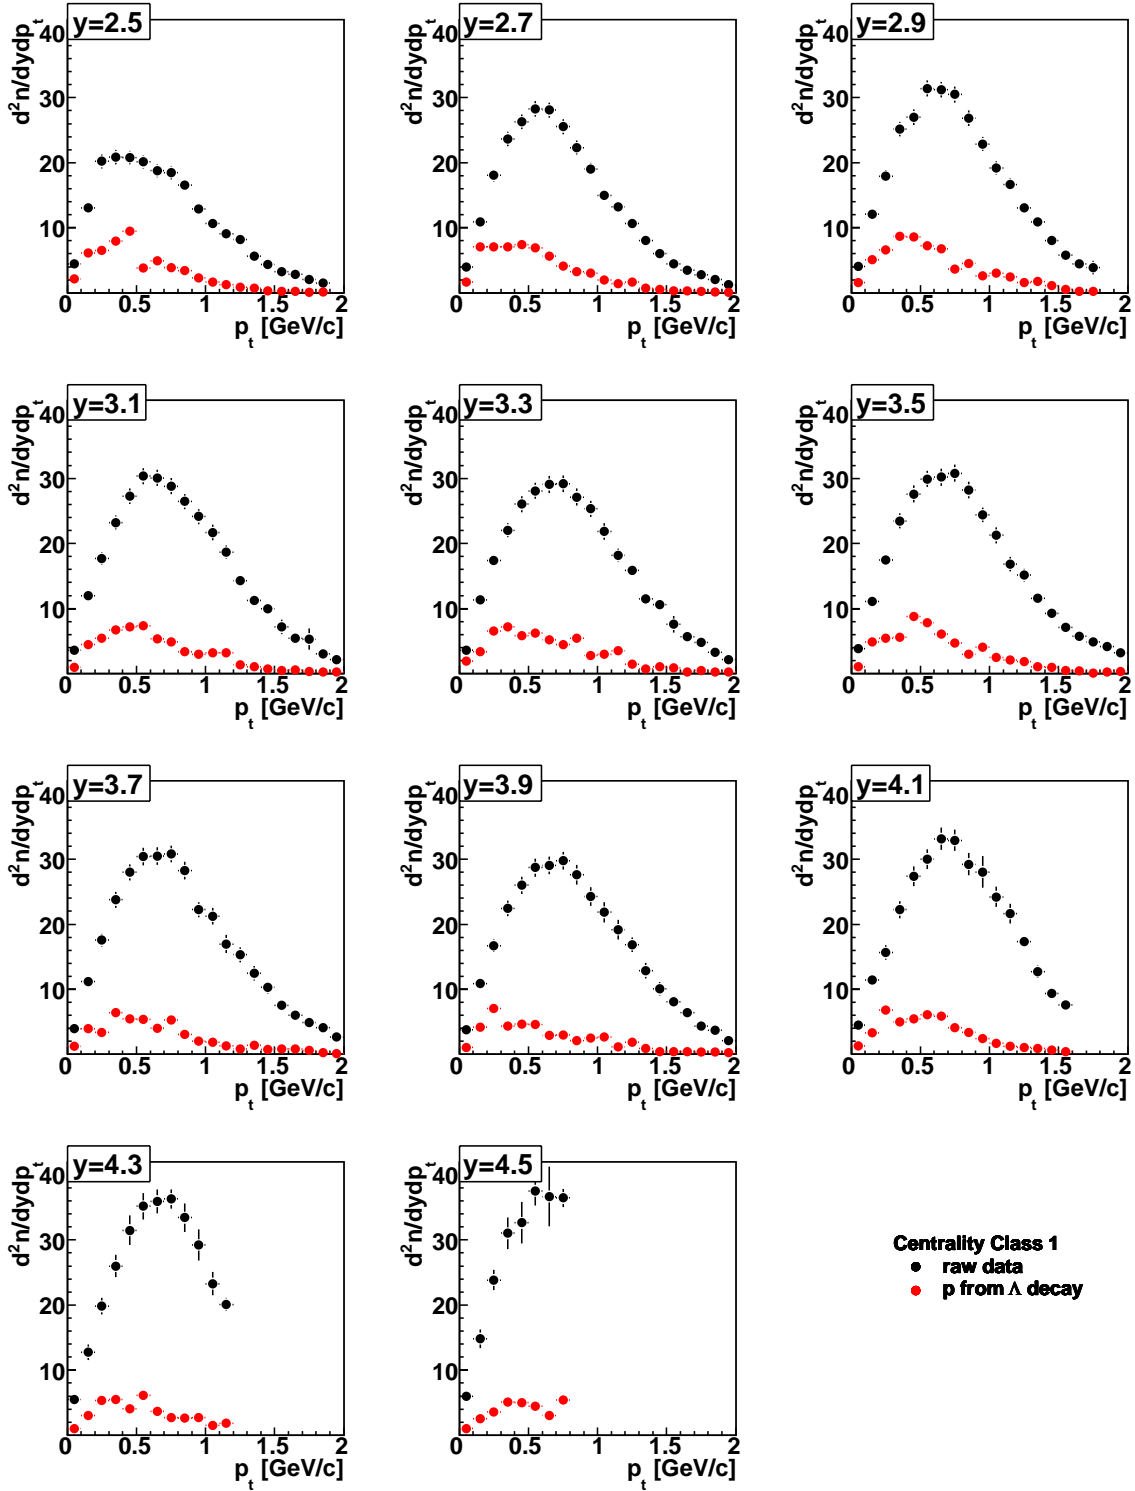 y=2.5
d²n/dydpₜ
40
30
20
10
0 0.5 1 1.5 2
pₜ [GeV/c]
y=2.7
d²n/dydpₜ
40
30
20
10
0 0.5 1 1.5 2
pₜ [GeV/c]
y=2.9
d²n/dydpₜ
40
30
20
10
0 0.5 1 1.5 2
pₜ [GeV/c]
y=3.1
d²n/dydpₜ
40
30
20
10
0 0.5 1 1.5 2
pₜ [GeV/c]
y=3.3
d²n/dydpₜ
40
30
20
10
0 0.5 1 1.5 2
pₜ [GeV/c]
y=3.5
d²n/dydpₜ
40
30
20
10
0 0.5 1 1.5 2
pₜ [GeV/c]
y=3.7
d²n/dydpₜ
40
30
20
10
0 0.5 1 1.5 2
pₜ [GeV/c]
y=3.9
d²n/dydpₜ
40
30
20
10
0 0.5 1 1.5 2
pₜ [GeV/c]
y=4.1
d²n/dydpₜ
40
30
20
10
0 0.5 1 1.5 2
pₜ [GeV/c]
y=4.3
d²n/dydpₜ
40
30
20
10
0 0.5 1 1.5 2
pₜ [GeV/c]
y=4.5
d²n/dydpₜ
40
30
20
10
0 0.5 1 1.5 2
pₜ [GeV/c]
Centrality Class 1
raw data
p from Λ decay